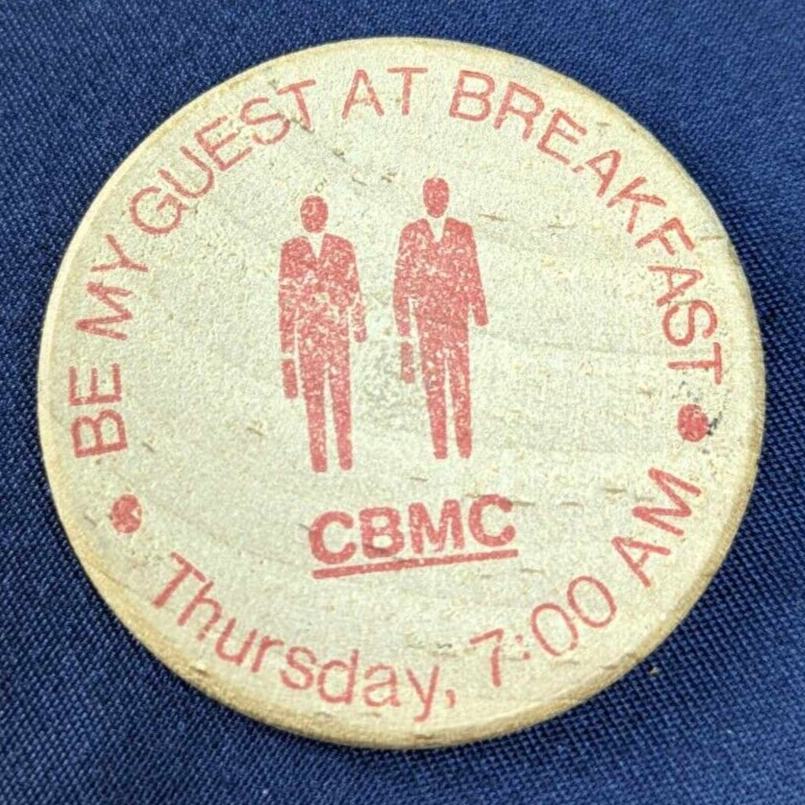 BE MY GUEST AT BREAKFAST
CBMC
Thursday, 7:00 AM